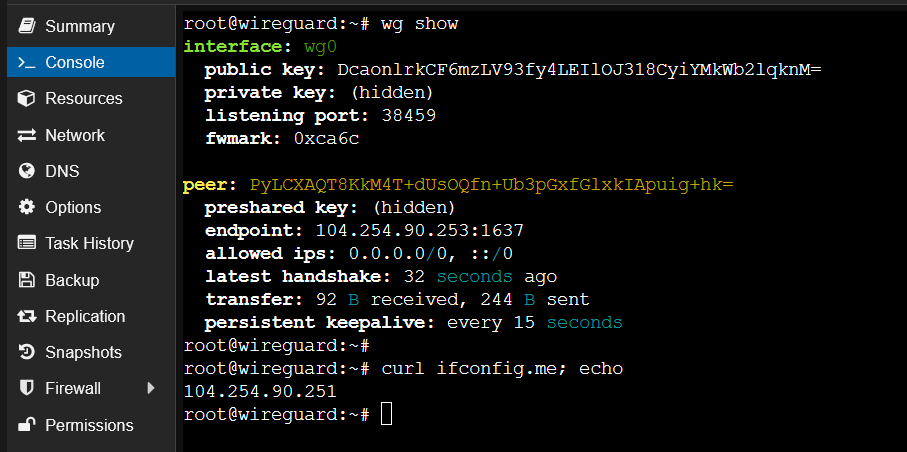 Summary
Console
Resources
Network
DNS
Options
Task History
Backup
Replication
Snapshots
Firewall
Permissions
root@wireguard:~# wg show
interface: wg0
public key: DcaonlrkCF6mzLV93fy4LEIlOJ318CyiYMkWb2lqknM=
private key: (hidden)
listening port: 38459
fwmark: 0xca6c
peer: PyLCXAQT8KkM4T+dUsOQfn+Ub3pGxfGlxkIApuig+hk=
preshared key: (hidden)
endpoint: 104.254.90.253:1637
allowed ips: 0.0.0.0/0, ::/0
latest handshake: 32 seconds ago
transfer: 92 B received, 244 B sent
persistent keepalive: every 15 seconds
root@wireguard:~#
root@wireguard:~# curl ifconfig.me; echo
104.254.90.251
root@wireguard:~#